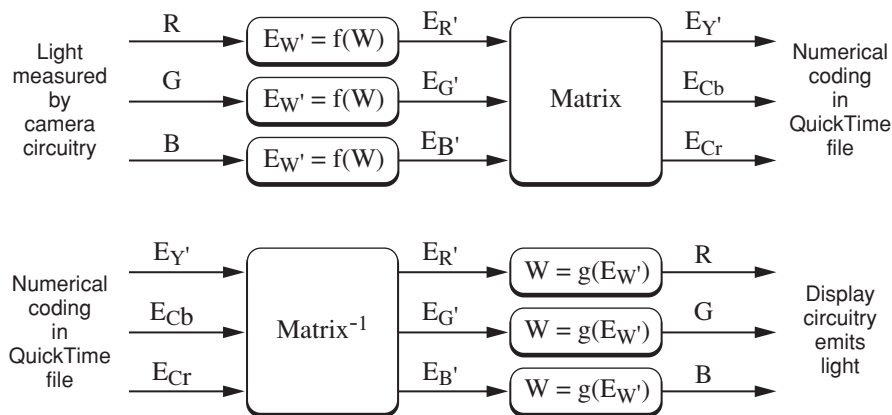 Light
measured
by
camera
circuitry
R
E_W' = f(W)
E_R'
G
E_W' = f(W)
E_G'
B
E_W' = f(W)
E_B'
Matrix
E_Y'
E_Cb
E_Cr
Numerical
coding
in
QuickTime
file
Numerical
coding
in
QuickTime
file
E_Y'
E_Cb
E_Cr
Matrix^-1
E_R'
W = g(E_W')
R
E_G'
W = g(E_W')
G
E_B'
W = g(E_W')
B
Display
circuitry
emits
light